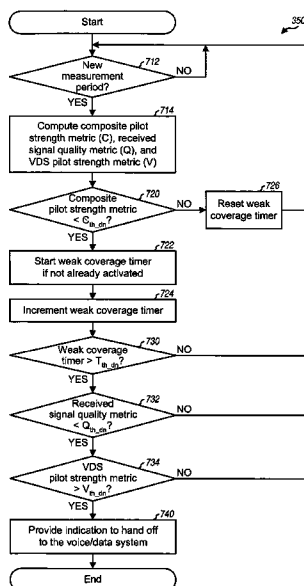 Start
350
712
New
measurement
period?
NO
YES
714
Compute composite pilot
strength metric (C), received
signal quality metric (Q), and
VDS pilot strength metric (V)
720
Composite
pilot strength metric
< C_th_dn?
NO
726
Reset weak
coverage timer
YES
722
Start weak coverage timer
if not already activated
724
Increment weak coverage timer
730
Weak coverage
timer > T_th_dn?
NO
YES
732
Received
signal quality metric
< Q_th_dn?
NO
YES
734
VDS
pilot strength metric
> V_th_dn?
NO
YES
740
Provide indication to hand off
to the voice/data system
End